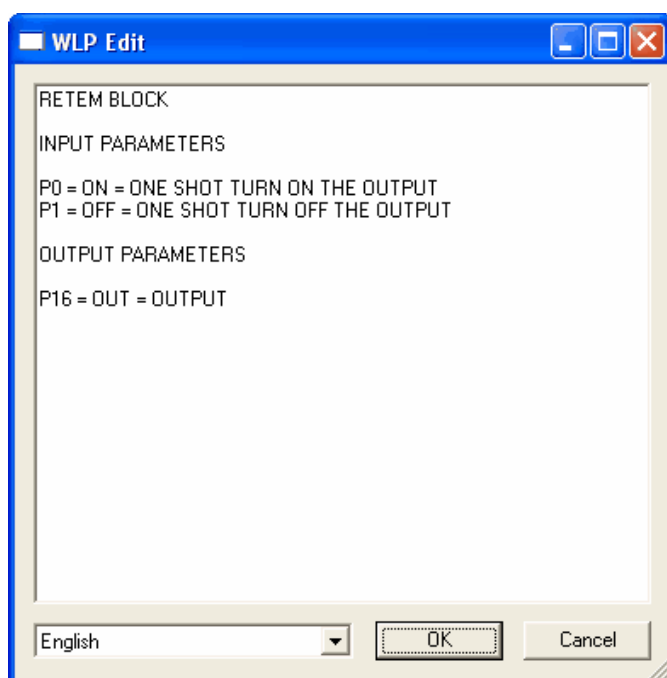 WLP Edit
RETEM BLOCK
INPUT PARAMETERS
P0 = ON = ONE SHOT TURN ON THE OUTPUT
P1 = OFF = ONE SHOT TURN OFF THE OUTPUT
OUTPUT PARAMETERS
P16 = OUT = OUTPUT
English
OK
Cancel